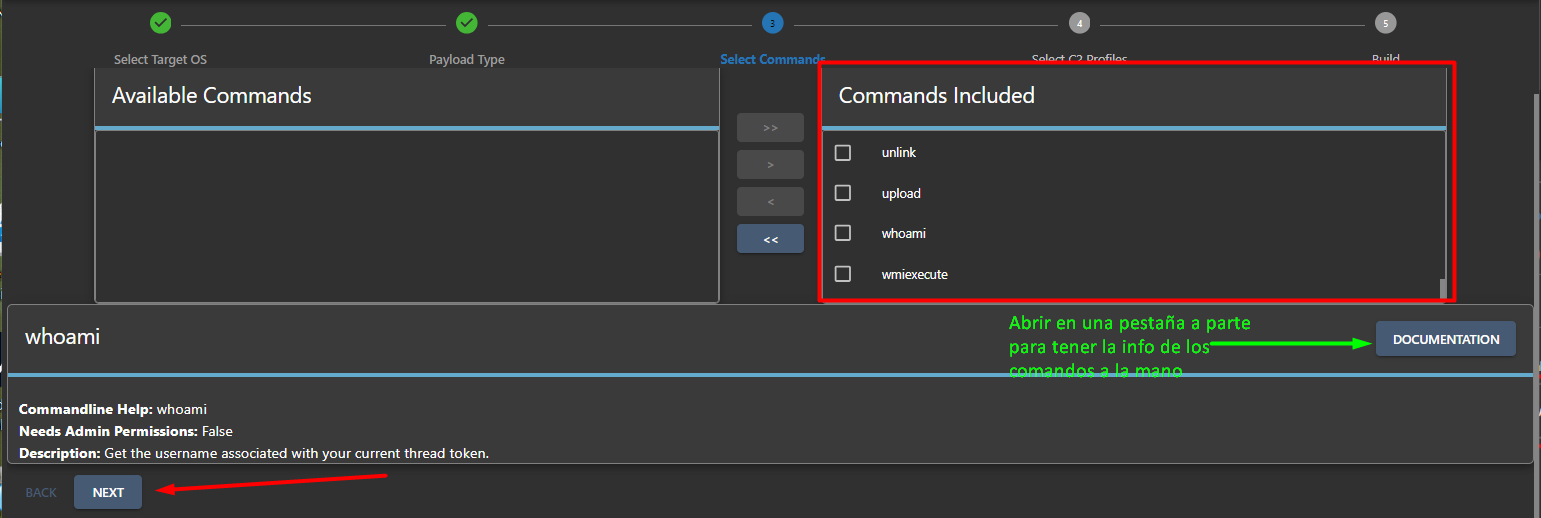 3
4
5
Select Target OS
Payload Type
Select Commands
Select C2 Profiles
Build
Available Commands
>>
>
<
<<
Commands Included
unlink
upload
whoami
wmiexecute
whoami
Abrir en una pestaña a parte
para tener la info de los
comandos a la mano
DOCUMENTATION
Commandline Help: whoami
Needs Admin Permissions: False
Description: Get the username associated with your current thread token.
BACK
NEXT